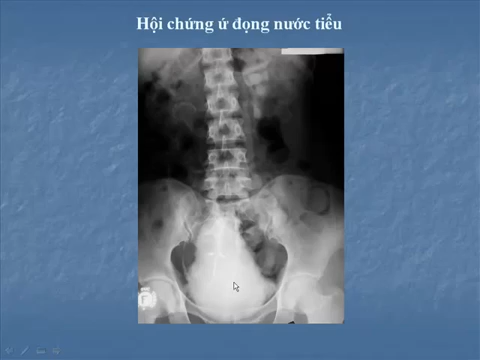 Hội chứng ứ đọng nước tiểu
F